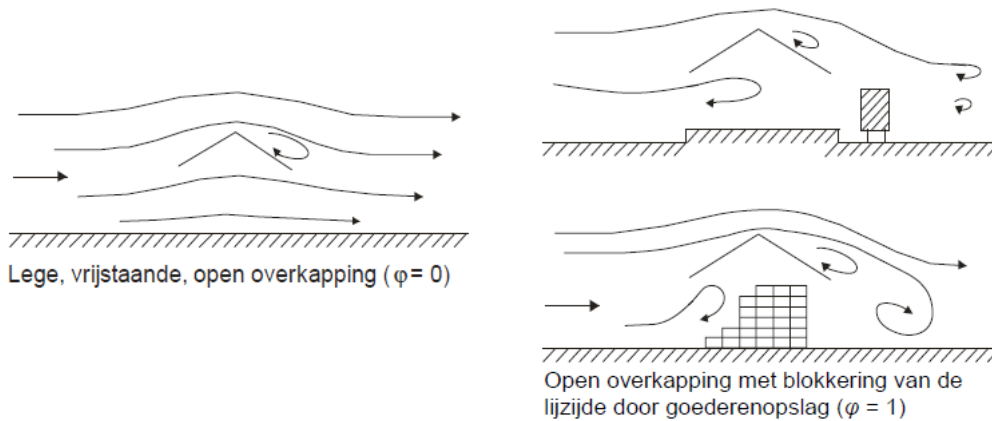 Lege, vrijstaande, open overkapping (φ = 0)
Open overkapping met blokkering van de
lijzijde door goederenopslag (φ = 1)